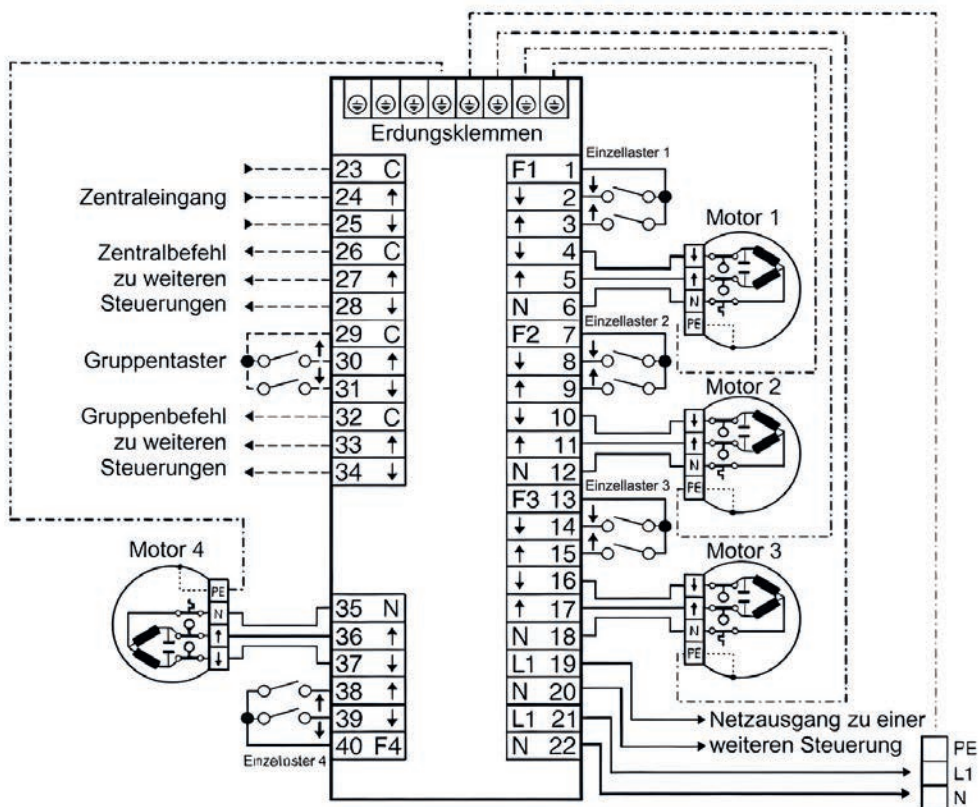 Erdungsklemmen
Zentraleingang
Zentralbefehl
zu weiteren
Steuerungen
Gruppentaster
Gruppenbefehl
zu weiteren
Steuerungen
23 C
24 ↑
25 ↓
26 C
27 ↑
28 ↓
29 C
30 ↑
31 ↓
32 C
33 ↑
34 ↓
Motor 4
PE
N
↑
↓
35 N
36 ↑
37 ↓
38 ↑
39 ↓
40 F4
Einzeltaster 4
F1 1
↓ 2
↑ 3
↓ 4
↑ 5
N 6
F2 7
↓ 8
↑ 9
↓ 10
↑ 11
N 12
F3 13
↓ 14
↑ 15
↓ 16
↑ 17
N 18
L1 19
N 20
L1 21
N 22
Einzellaster 1
Motor 1
↓
↑
N
PE
Einzellaster 2
Motor 2
↓
↑
N
PE
Einzellaster 3
Motor 3
↓
↑
N
PE
Netzausgang zu einer
weiteren Steuerung
PE
L1
N